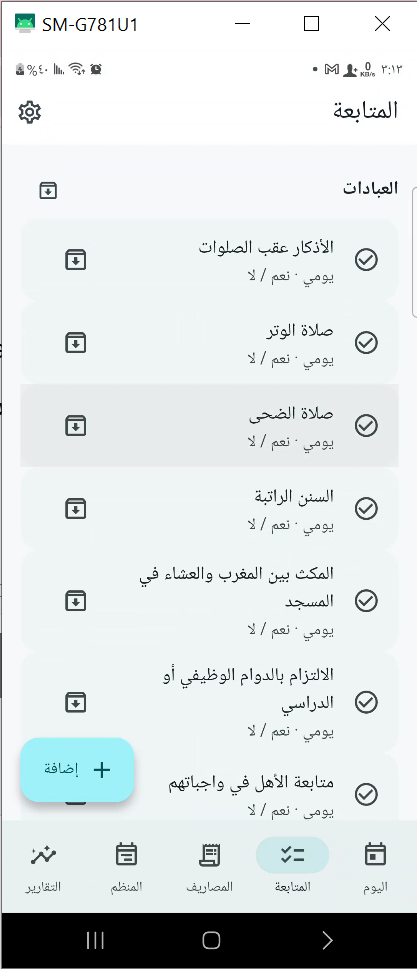 SM-G781U1
٣:١٣
0
KB/s
%٤٠
المتابعة
العبادات
الأذكار عقب الصلوات
يومي · نعم / لا
صلاة الوتر
يومي · نعم / لا
صلاة الضحى
يومي · نعم / لا
السنن الراتبة
يومي · نعم / لا
المكث بين المغرب والعشاء في
المسجد
يومي · نعم / لا
الالتزام بالدوام الوظيفي أو
الدراسي
يومي · نعم / لا
متابعة الأهل في واجباتهم
يومي · نعم / لا
إضافة
اليوم
المتابعة
المصاريف
المنظم
التقارير